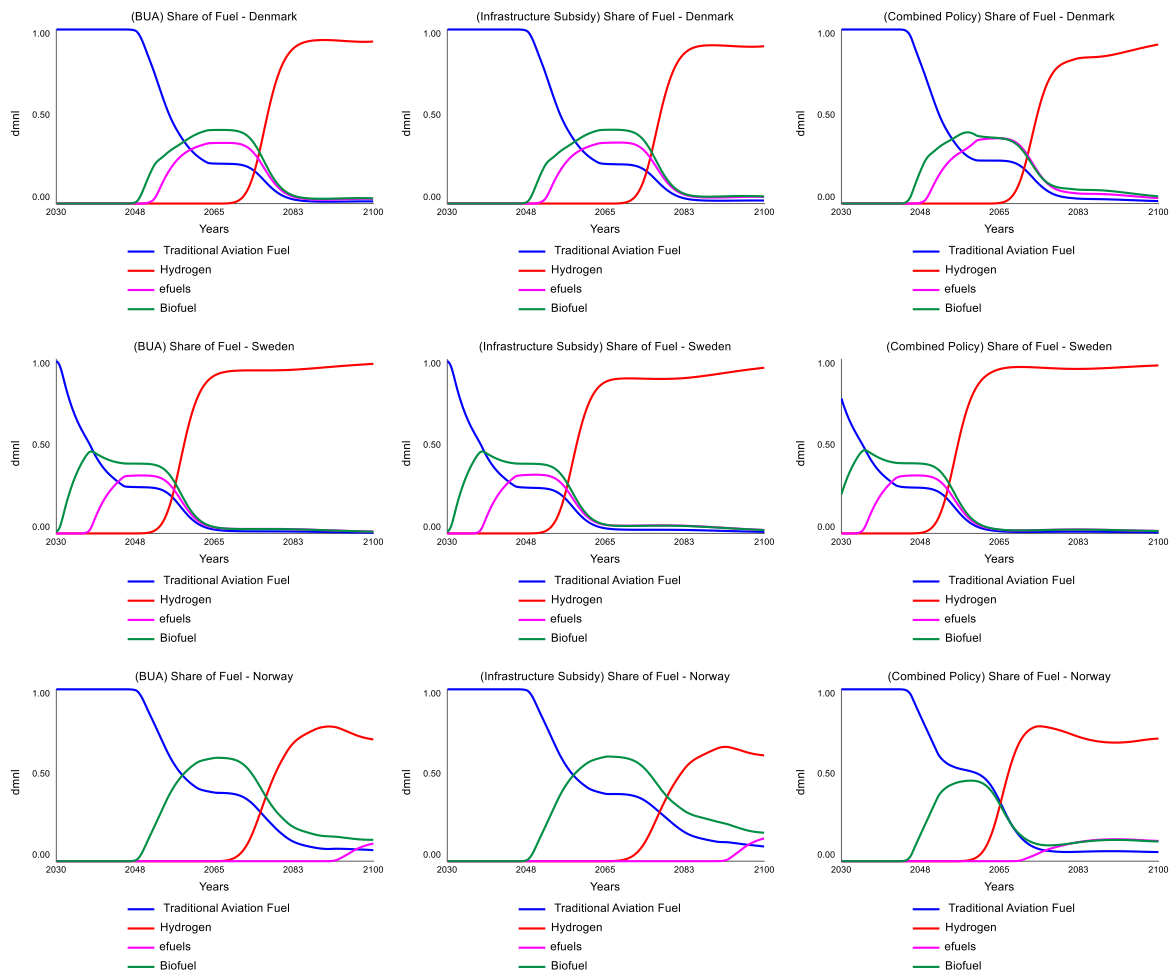 (BUA) Share of Fuel - Denmark
1.00
0.50
0.00
dmnl
2030 2048 2065 2083 2100
Years
Traditional Aviation Fuel
Hydrogen
efuels
Biofuel
(Infrastructure Subsidy) Share of Fuel - Denmark
1.00
0.50
0.00
dmnl
2030 2048 2065 2083 2100
Years
Traditional Aviation Fuel
Hydrogen
efuels
Biofuel
(Combined Policy) Share of Fuel - Denmark
1.00
0.50
0.00
dmnl
2030 2048 2065 2083 2100
Years
Traditional Aviation Fuel
Hydrogen
efuels
Biofuel
(BUA) Share of Fuel - Sweden
1.00
0.50
0.00
dmnl
2030 2048 2065 2083 2100
Years
Traditional Aviation Fuel
Hydrogen
efuels
Biofuel
(Infrastructure Subsidy) Share of Fuel - Sweden
1.00
0.50
0.00
dmnl
2030 2048 2065 2083 2100
Years
Traditional Aviation Fuel
Hydrogen
efuels
Biofuel
(Combined Policy) Share of Fuel - Sweden
1.00
0.50
0.00
dmnl
2030 2048 2065 2083 2100
Years
Traditional Aviation Fuel
Hydrogen
efuels
Biofuel
(BUA) Share of Fuel - Norway
1.00
0.50
0.00
dmnl
2030 2048 2065 2083 2100
Years
Traditional Aviation Fuel
Hydrogen
efuels
Biofuel
(Infrastructure Subsidy) Share of Fuel - Norway
1.00
0.50
0.00
dmnl
2030 2048 2065 2083 2100
Years
Traditional Aviation Fuel
Hydrogen
efuels
Biofuel
(Combined Policy) Share of Fuel - Norway
1.00
0.50
0.00
dmnl
2030 2048 2065 2083 2100
Years
Traditional Aviation Fuel
Hydrogen
efuels
Biofuel